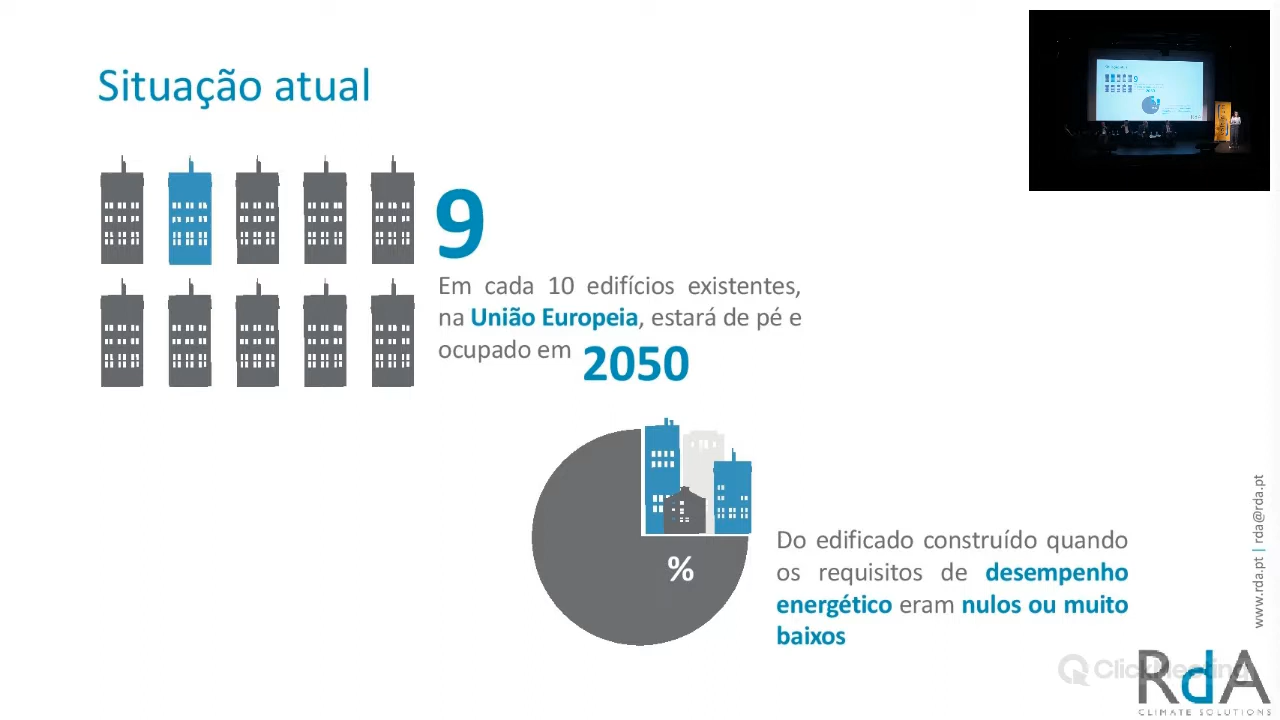 Situação atual
9
Em cada 10 edifícios existentes,
na União Europeia, estará de pé e
ocupado em 2050
%
Do edificado construído quando
os requisitos de desempenho
energético eram nulos ou muito
baixos
www.rda.pt | rda@rda.pt
ClickMeeting
RdA
CLIMATE SOLUTIONS